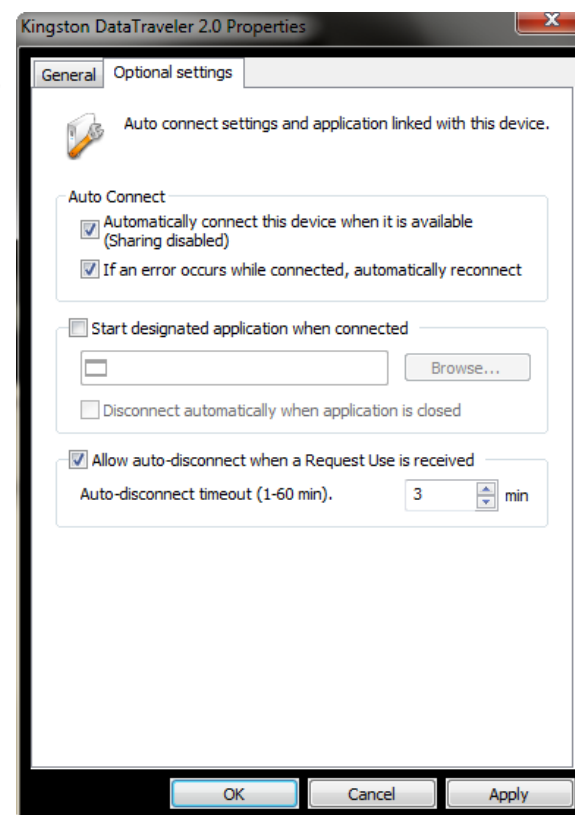 Kingston DataTraveler 2.0 Properties
General
Optional settings
Auto connect settings and application linked with this device.
Auto Connect
Automatically connect this device when it is available
(Sharing disabled)
If an error occurs while connected, automatically reconnect
Start designated application when connected
Browse...
Disconnect automatically when application is closed
Allow auto-disconnect when a Request Use is received
Auto-disconnect timeout (1-60 min).
3
min
OK
Cancel
Apply